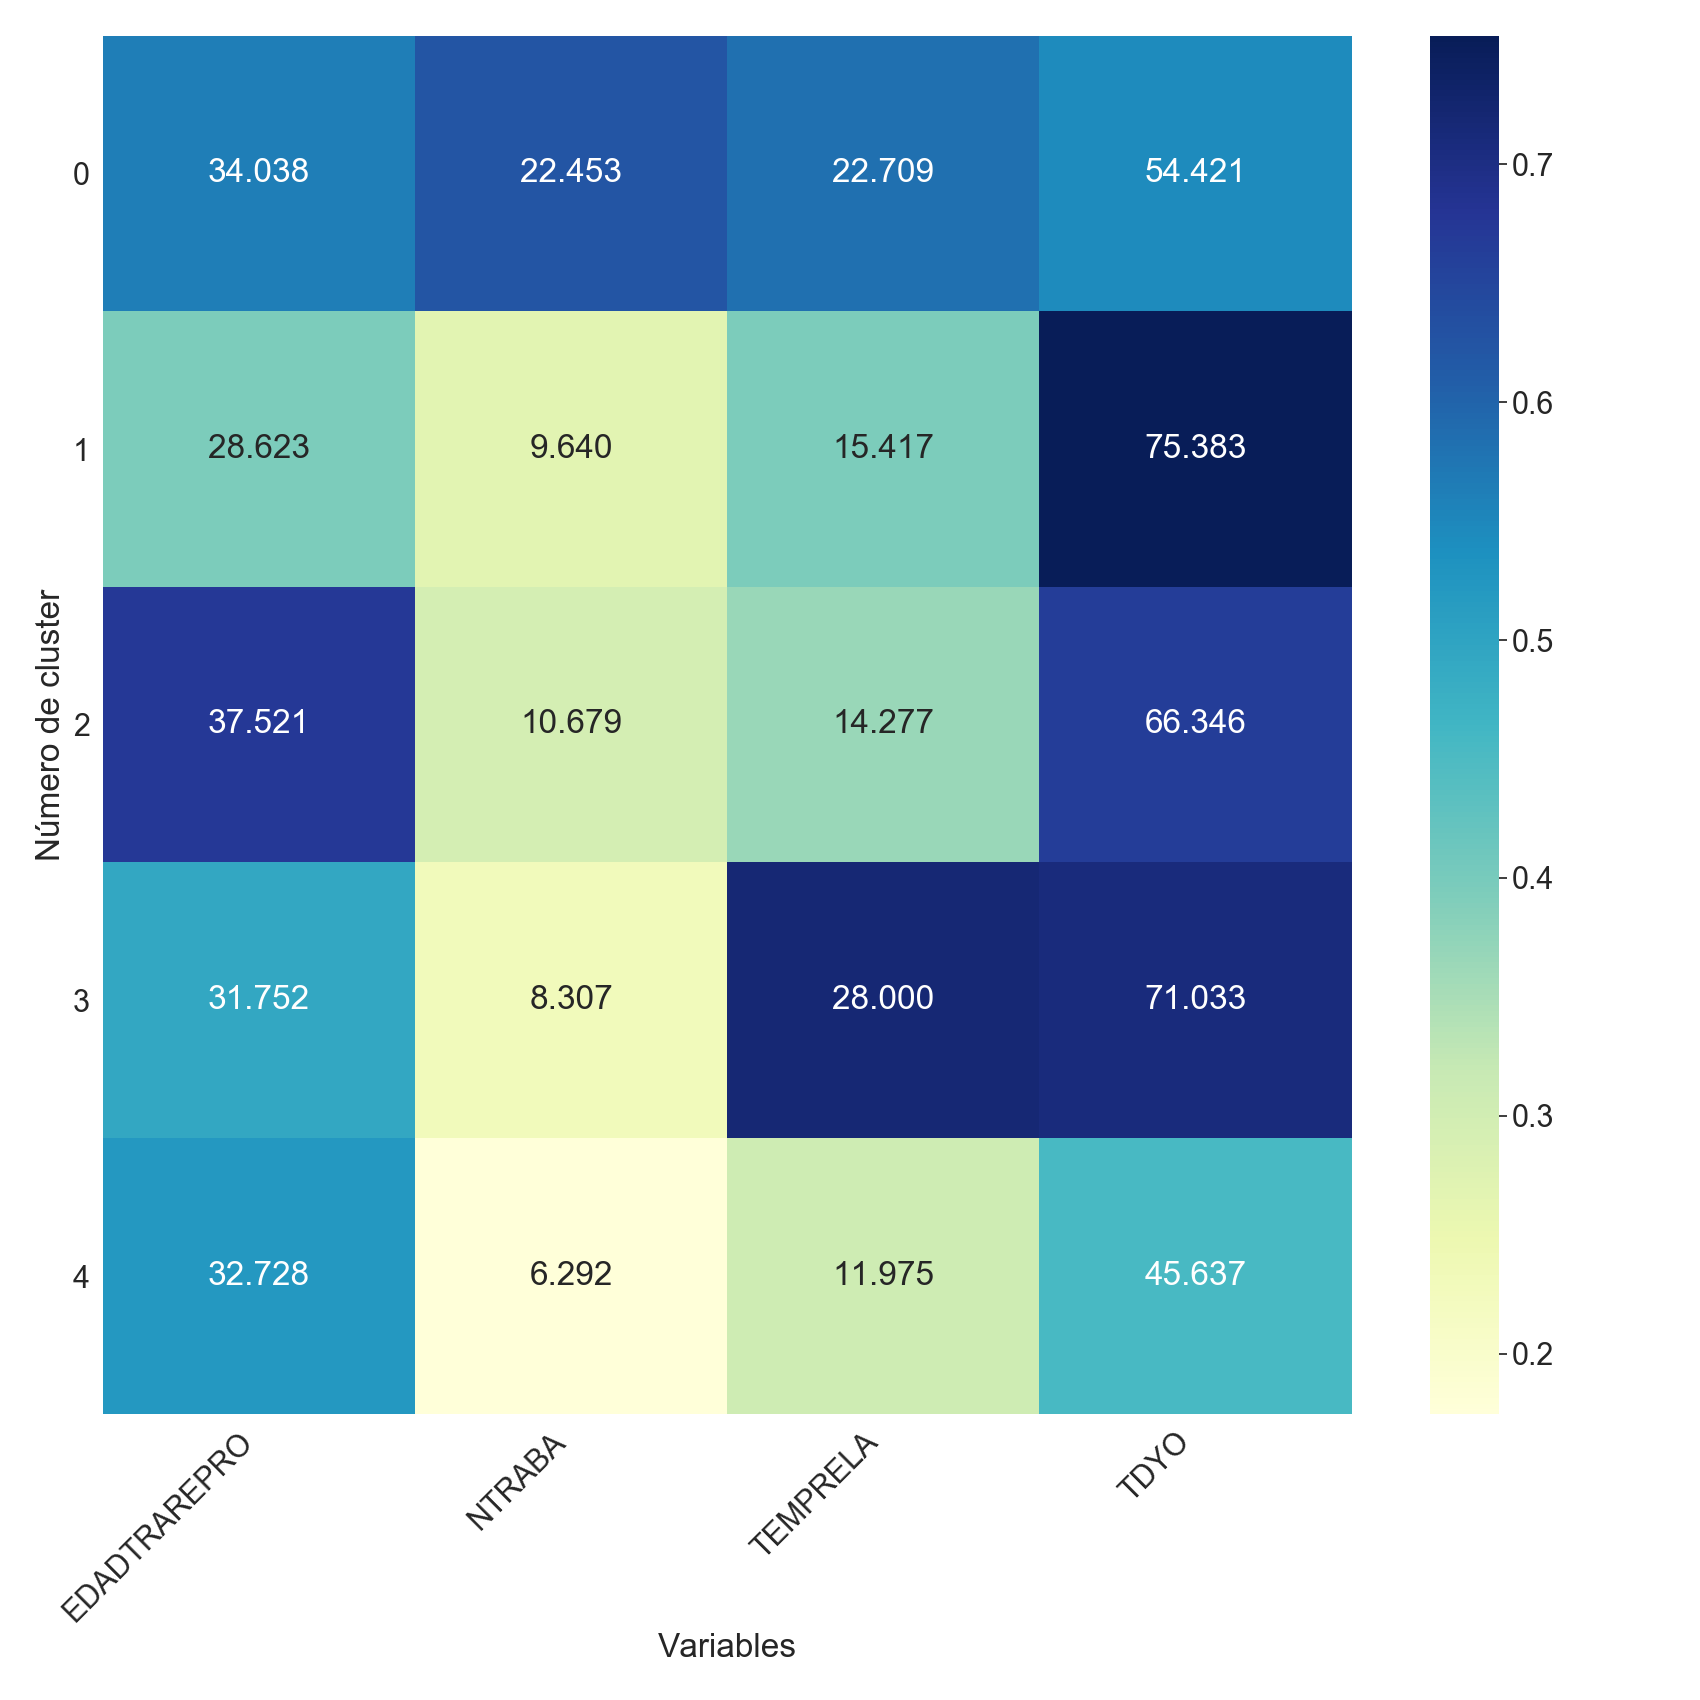 0 34.038 22.453 22.709 54.421
1 28.623 9.640 15.417 75.383
2 37.521 10.679 14.277 66.346
3 31.752 8.307 28.000 71.033
4 32.728 6.292 11.975 45.637
Número de cluster
EDADTRAREPRO
NTRABA
TEMPRELA
TDYO
Variables
0.7
0.6
0.5
0.4
0.3
0.2